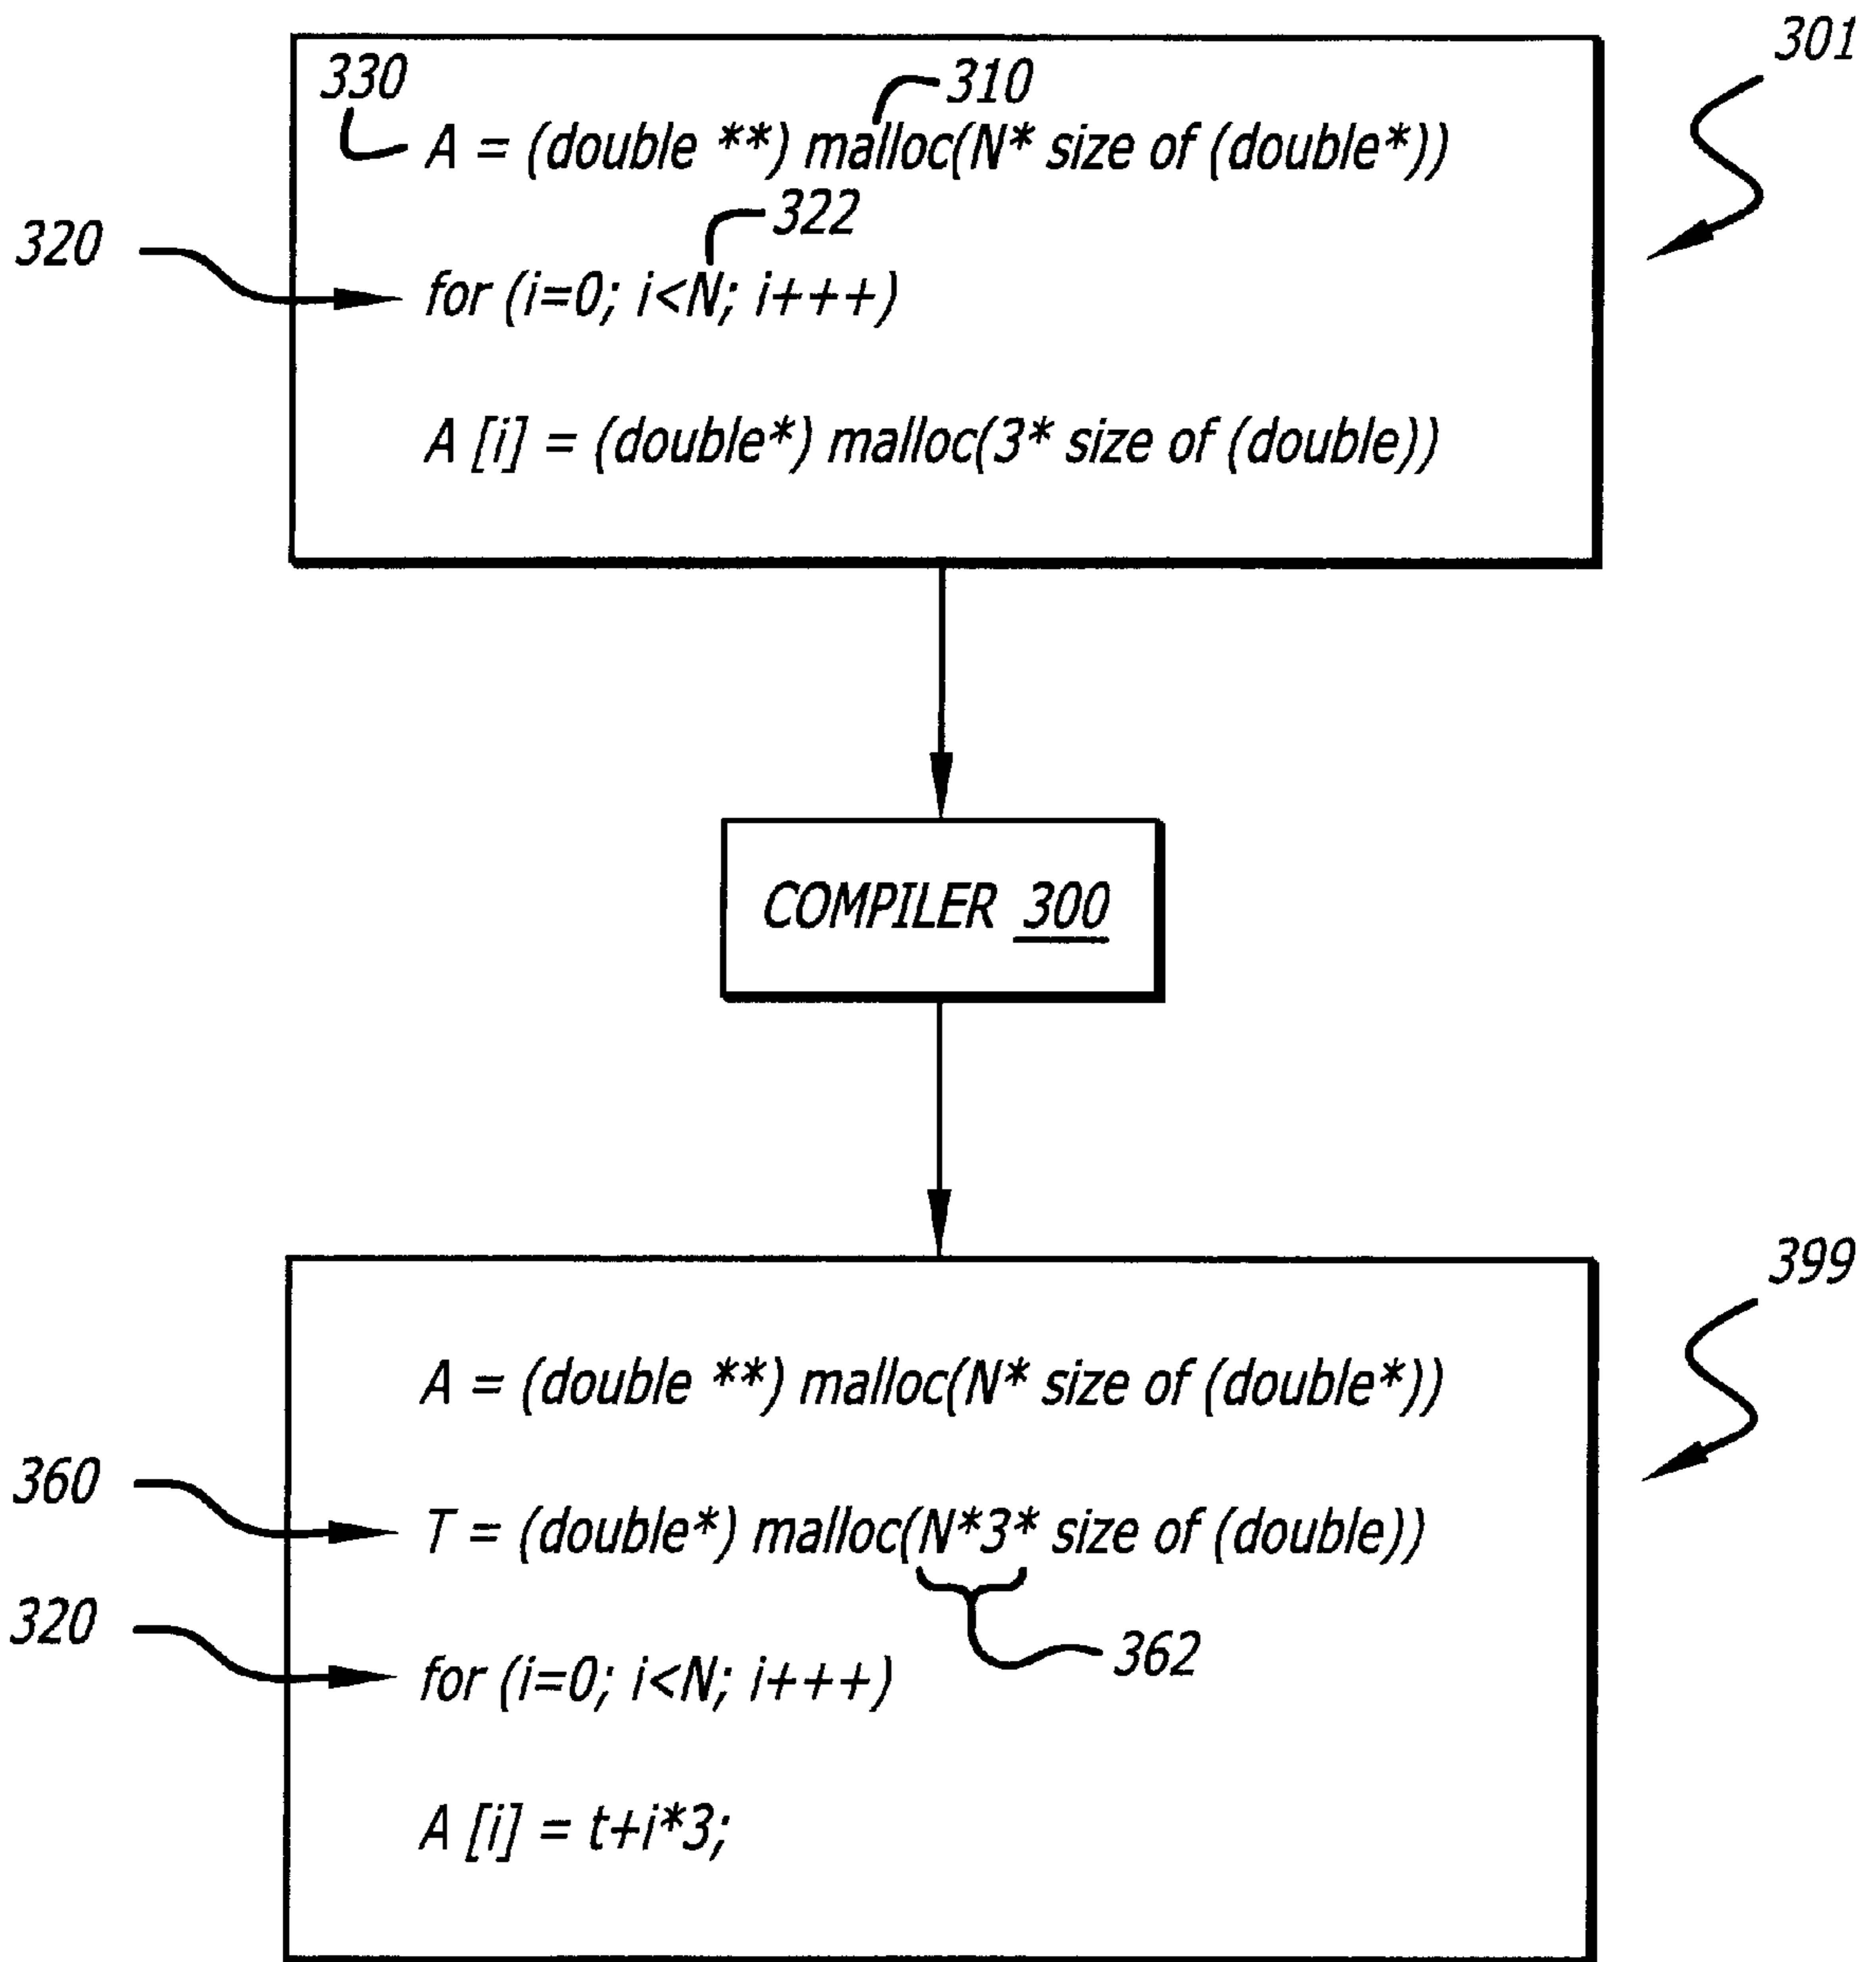 301
330
310
A = (double **) malloc(N* size of (double*))
322
320
for (i=0; i<N; i+++)
A [i] = (double*) malloc(3* size of (double))
COMPILER 300
399
A = (double **) malloc(N* size of (double*))
360
T = (double*) malloc(N*3* size of (double))
320
362
for (i=0; i<N; i+++)
A [i] = t+i*3;